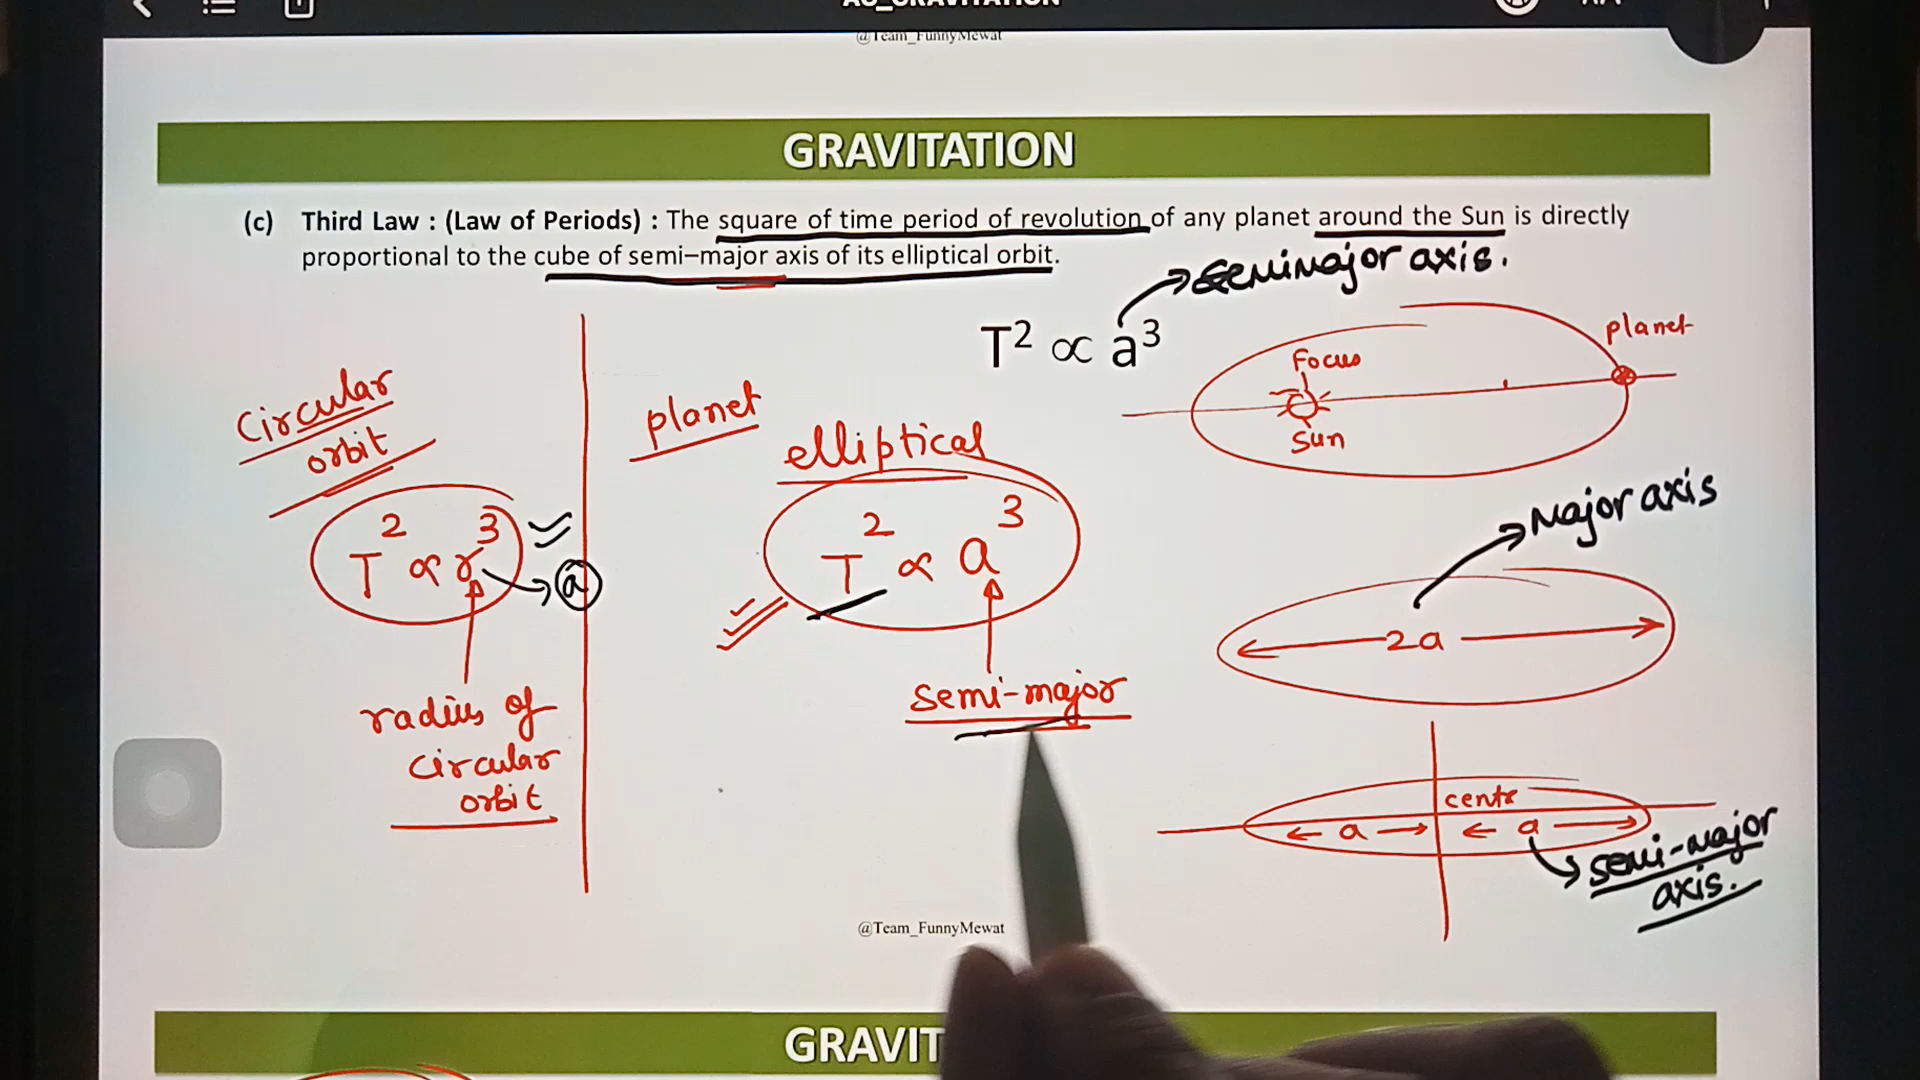 @Team_FunnyMewat
GRAVITATION
(c) Third Law : (Law of Periods) : The square of time period of revolution of any planet around the Sun is directly
proportional to the cube of semi–major axis of its elliptical orbit.
semimajor axis.
T² ∝ a³
planet
Focus
Sun
Circular
orbit
T² ∝ r³
a
radius of
circular
orbit
planet
elliptical
T² ∝ a³
semi-major
Major axis
2a
centre
a a
semi-major
axis.
@Team_FunnyMewat
GRAVIT